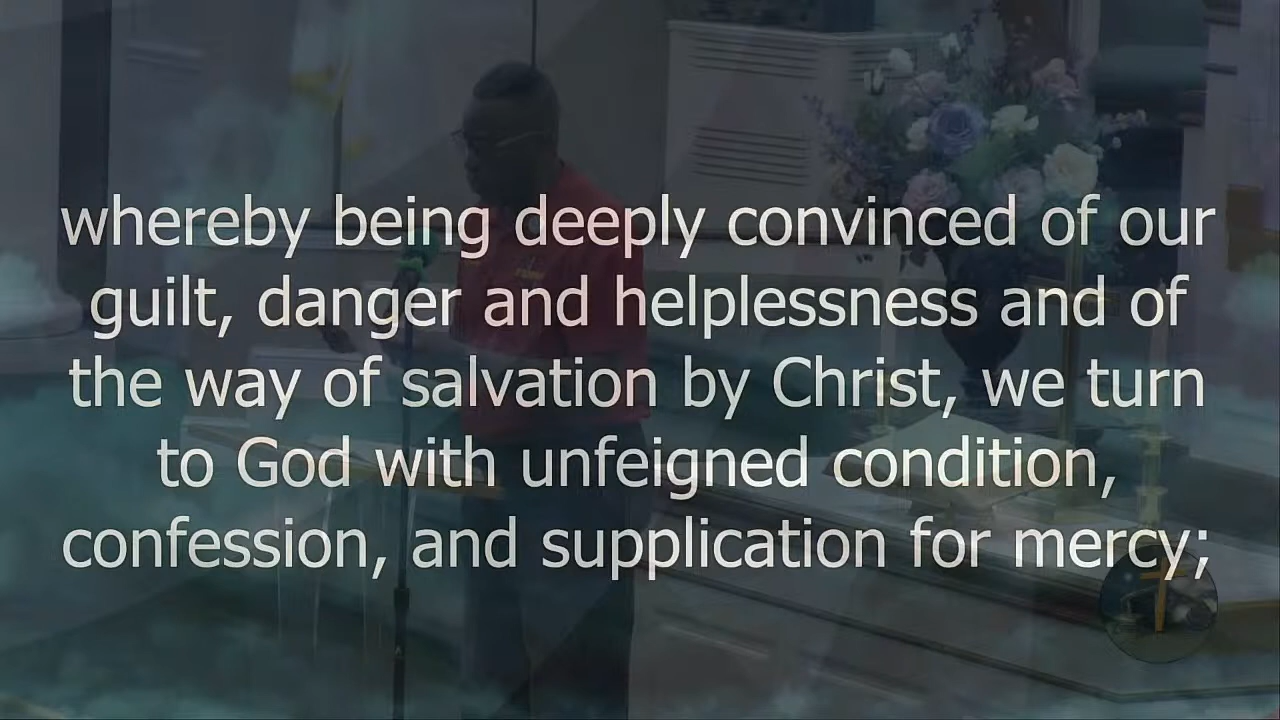 whereby being deeply convinced of our
guilt, danger and helplessness and of
the way of salvation by Christ, we turn
to God with unfeigned condition,
confession, and supplication for mercy;